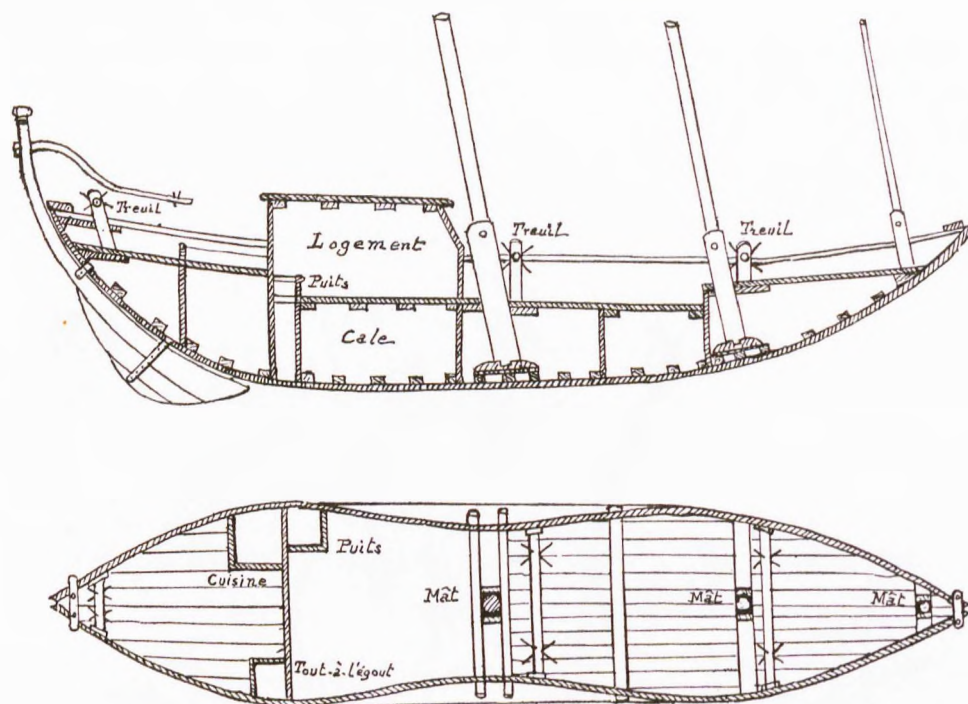 Treuil
Logement
Treuil
Treuil
Puits
Cale
Puits
Cuisine
Mât
Mât
Mât
Tout-à-l'égout